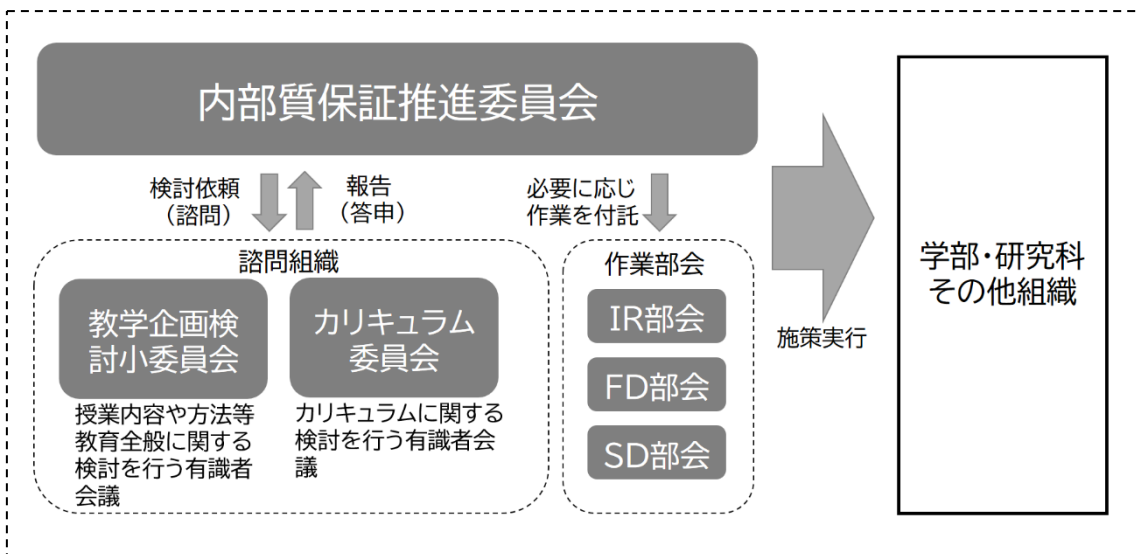 内部質保証推進委員会
検討依頼
（諮問）
報告
（答申）
必要に応じ
作業を付託
諮問組織
教学企画検
討小委員会
授業内容や方法等
教育全般に関する
検討を行う有識者
会議
カリキュラム
委員会
カリキュラムに関する
検討を行う有識者会
議
作業部会
IR部会
FD部会
SD部会
施策実行
学部・研究科
その他組織